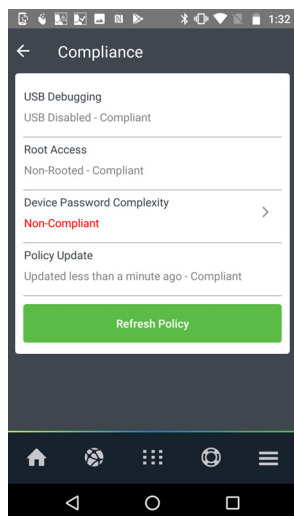 1:32
Compliance
USB Debugging
USB Disabled - Compliant
Root Access
Non-Rooted - Compliant
Device Password Complexity
Non-Compliant
Policy Update
Updated less than a minute ago - Compliant
Refresh Policy